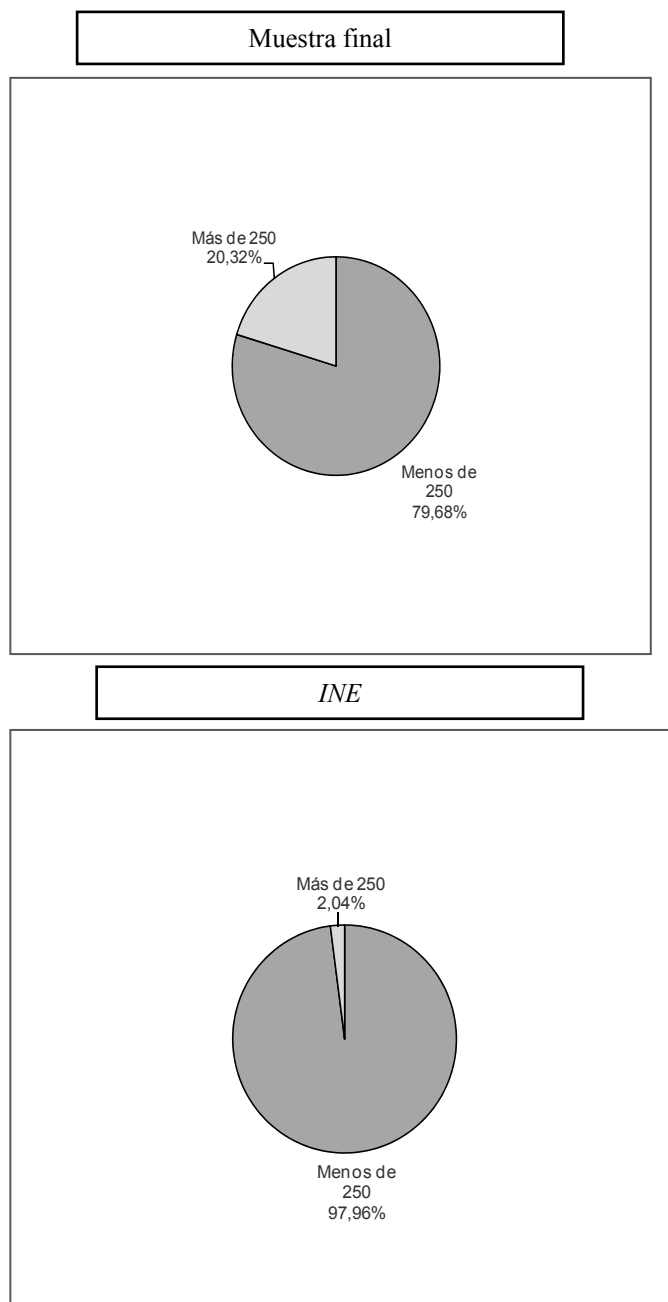 Muestra final
Más de 250
20,32%
Menos de
250
79,68%
INE
Más de 250
2,04%
Menos de
250
97,96%